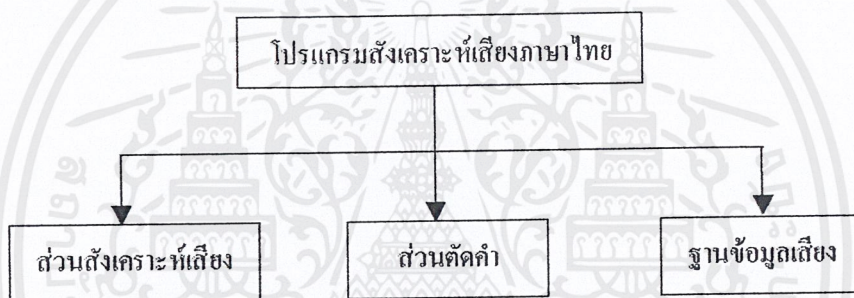 โปรแกรมสังเคราะห์เสียงภาษาไทย
ส่วนสังเคราะห์เสียง
ส่วนตัดคำ
ฐานข้อมูลเสียง